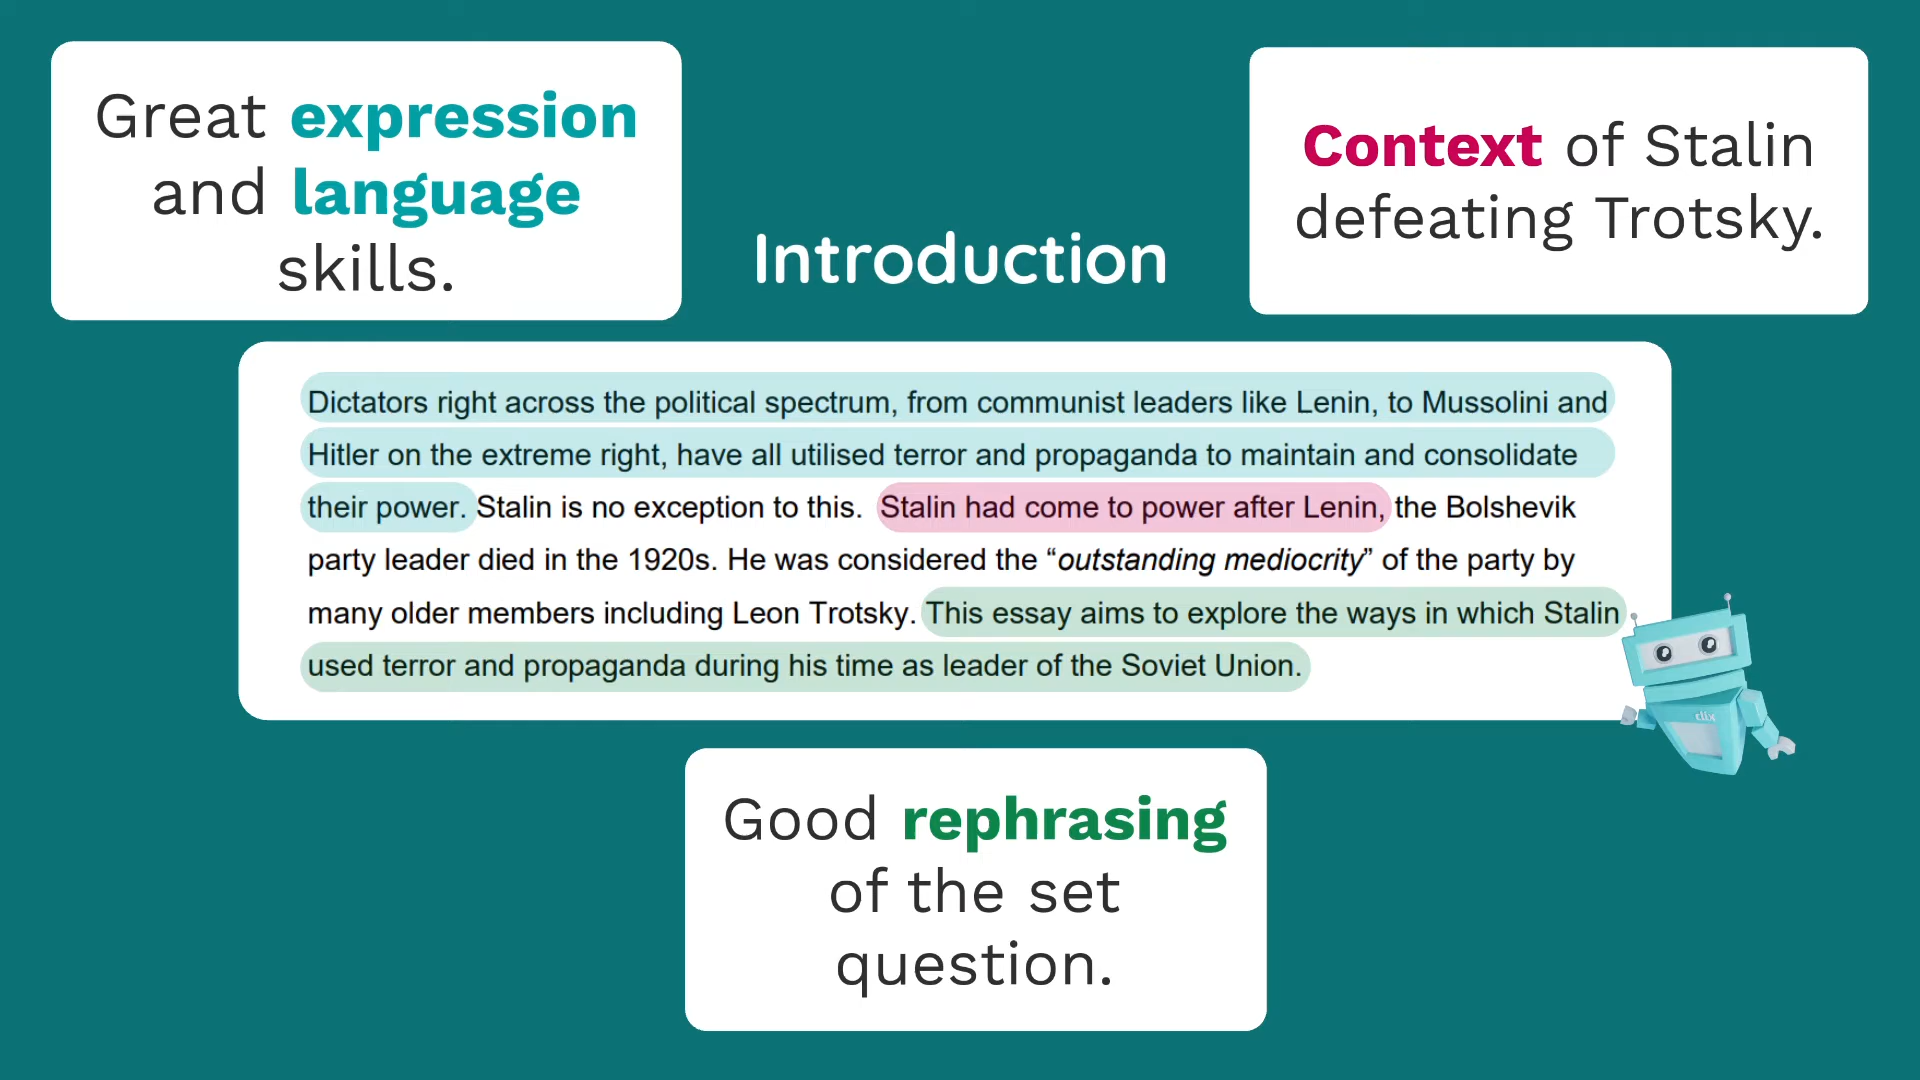 Great expression
and language
skills.
Context of Stalin
defeating Trotsky.
Introduction
Dictators right across the political spectrum, from communist leaders like Lenin, to Mussolini and
Hitler on the extreme right, have all utilised terror and propaganda to maintain and consolidate
their power. Stalin is no exception to this. Stalin had come to power after Lenin, the Bolshevik
party leader died in the 1920s. He was considered the “outstanding mediocrity” of the party by
many older members including Leon Trotsky. This essay aims to explore the ways in which Stalin
used terror and propaganda during his time as leader of the Soviet Union.
Good rephrasing
of the set
question.